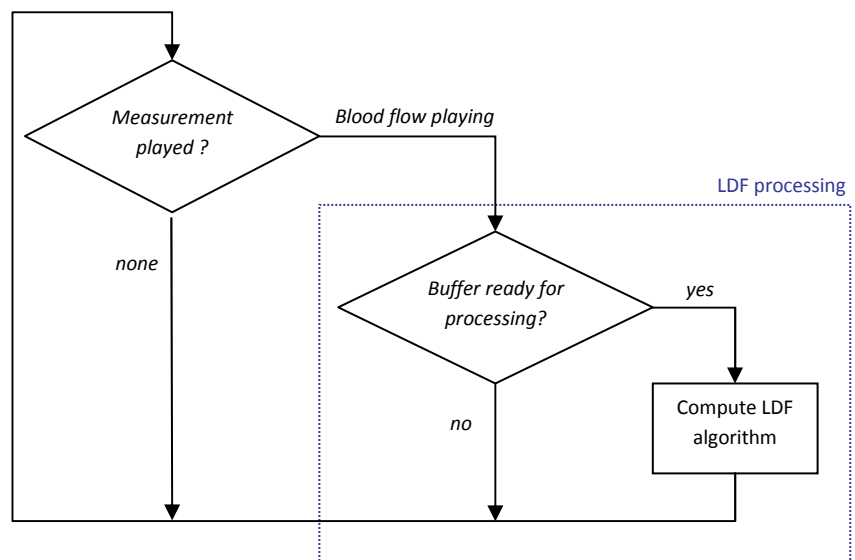 Measurement
played ?
Blood flow playing
LDF processing
none
Buffer ready for
processing?
yes
no
Compute LDF
algorithm